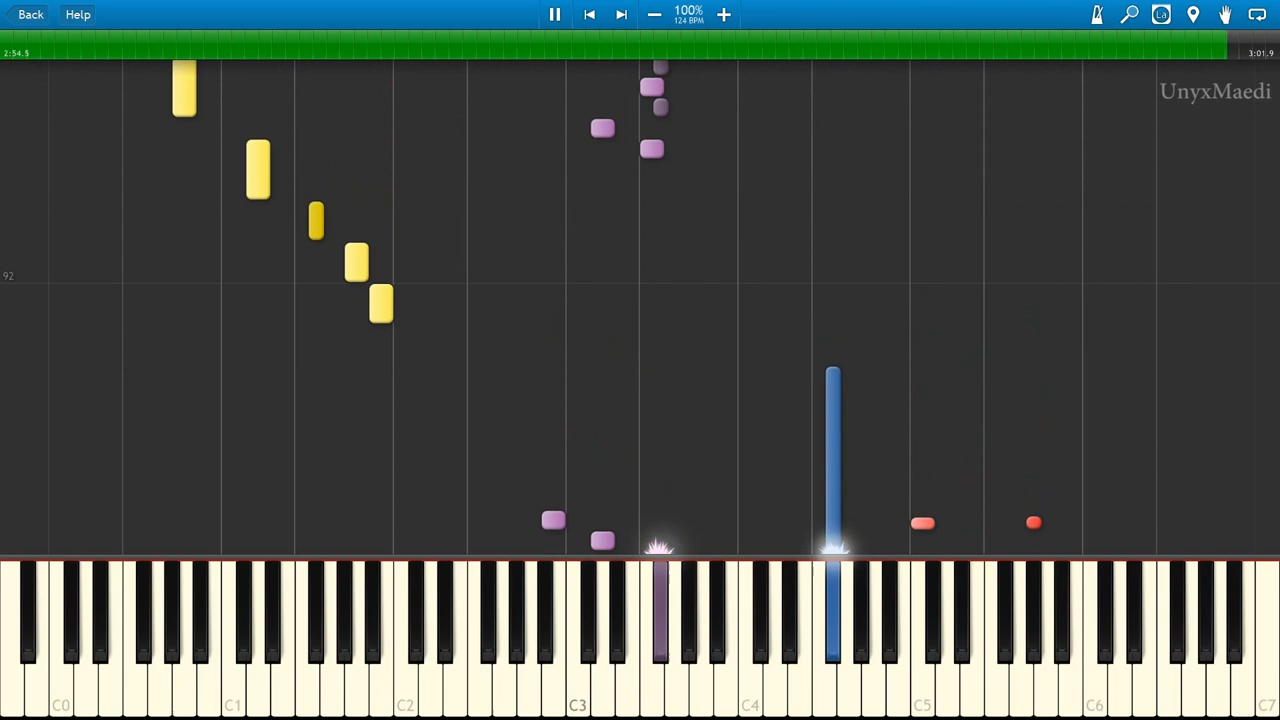 Back Help
100%
124 BPM
La
2:54.5
3:01.9
UnyxMaedi
92
C0 C1 C2 C3 C4 C5 C6 C7